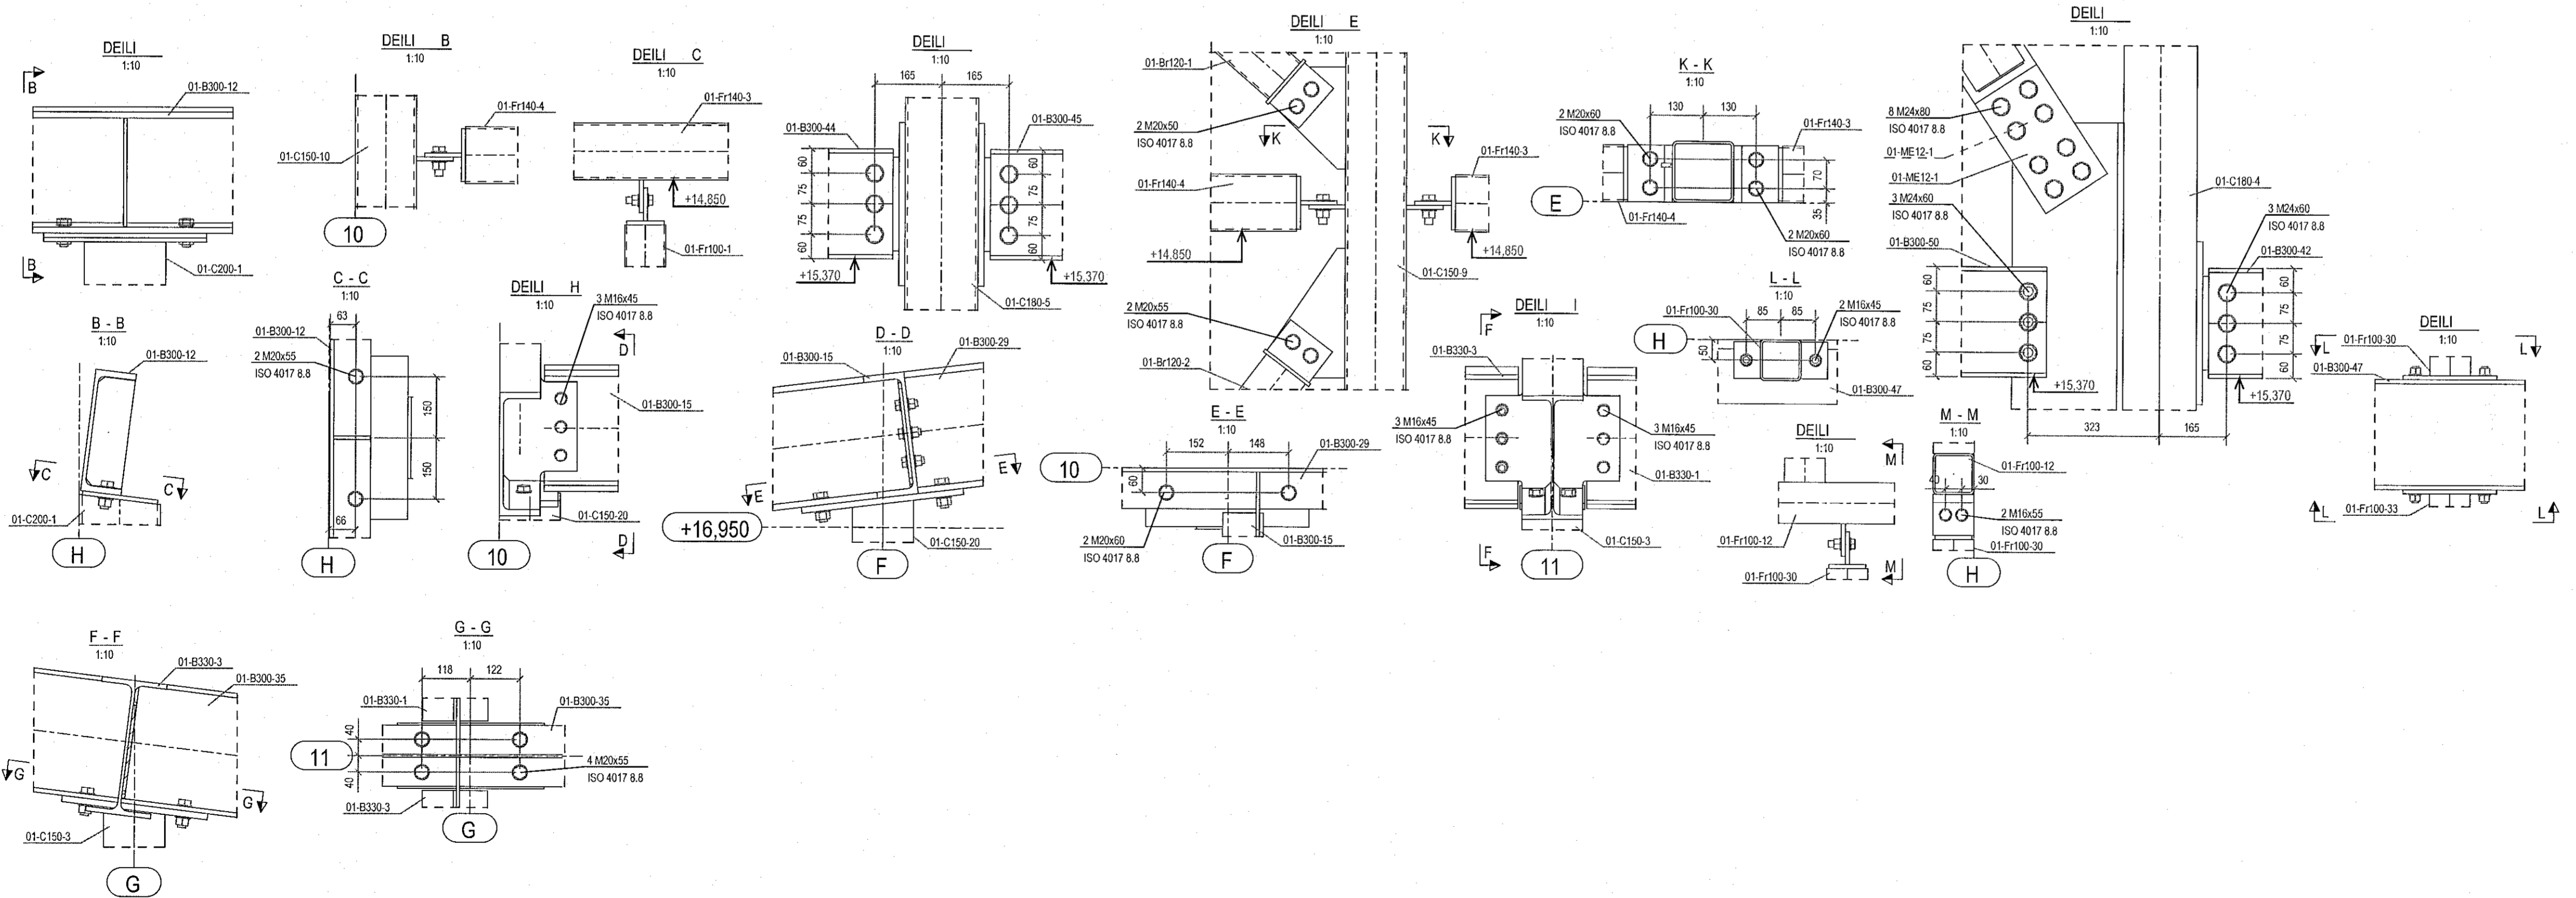 DEILI
1:10
B
01-B300-12
B
01-C200-1
DEILI B
1:10
01-Fr140-4
01-C150-10
10
DEILI C
1:10
01-Fr140-3
+14,850
01-Fr100-1
DEILI
1:10
165
165
01-B300-44
01-B300-45
60
75
75
60
60
75
75
60
+15,370
+15,370
01-C180-5
DEILI E
1:10
01-Br120-1
2 M20x50
ISO 4017 8.8
K
K
01-Fr140-3
01-Fr140-4
+14,850
+14,850
01-C150-9
2 M20x55
ISO 4017 8.8
01-Br120-2
K - K
1:10
130
130
2 M20x60
ISO 4017 8.8
01-Fr140-3
70
35
E
01-Fr140-4
2 M20x60
ISO 4017 8.8
DEILI
1:10
8 M24x80
ISO 4017 8.8
01-ME12-1
01-ME12-1
01-C180-4
3 M24x60
ISO 4017 8.8
3 M24x60
ISO 4017 8.8
01-B300-50
01-B300-42
60
75
75
60
60
75
75
60
+15,370
+15,370
323
165
B - B
1:10
01-B300-12
C
C
01-C200-1
H
C - C
1:10
63
01-B300-12
2 M20x55
ISO 4017 8.8
150
150
66
H
DEILI H
1:10
3 M16x45
ISO 4017 8.8
D
01-B300-15
01-C150-20
D
10
D - D
1:10
01-B300-15
01-B300-29
E
E
+16,950
01-C150-20
F
E - E
1:10
152
148
01-B300-29
10
60
2 M20x60
ISO 4017 8.8
01-B300-15
F
DEILI I
1:10
F
01-B330-3
3 M16x45
ISO 4017 8.8
3 M16x45
ISO 4017 8.8
01-B330-1
01-C150-3
F
11
L - L
1:10
01-Fr100-30
85
85
2 M16x45
ISO 4017 8.8
H
50
01-B300-47
DEILI
1:10
M
01-Fr100-12
01-Fr100-30
M
M - M
1:10
01-Fr100-12
40
30
2 M16x55
ISO 4017 8.8
01-Fr100-30
H
DEILI
1:10
L
01-Fr100-30
L
01-B300-47
01-Fr100-33
L
L
F - F
1:10
01-B330-3
01-B300-35
G
G
01-C150-3
G
G - G
1:10
118
122
01-B330-1
01-B300-35
40
11
40
4 M20x55
ISO 4017 8.8
01-B330-3
G